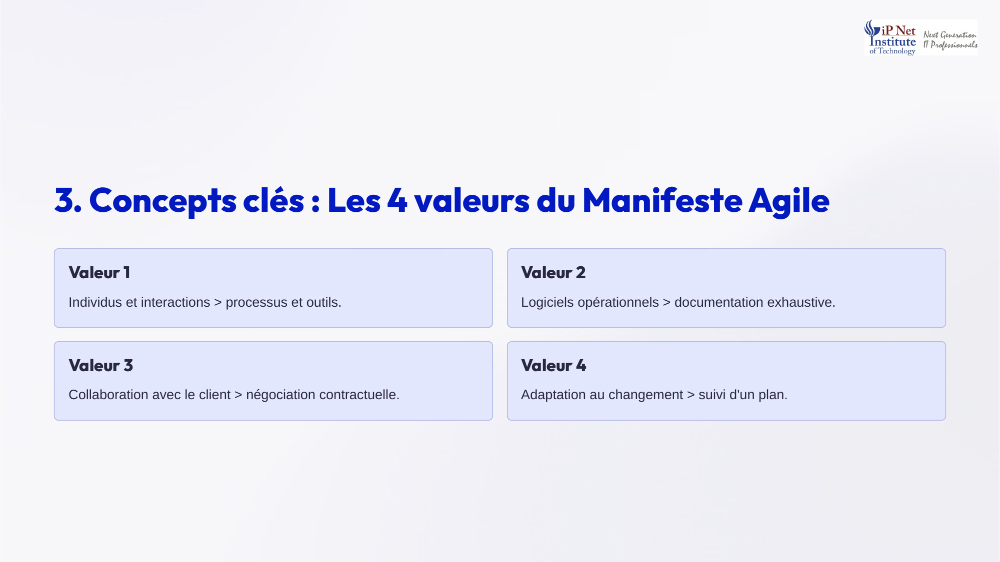 iP Net
Institute
of Technology
Next Generation
IT Professionnels
3. Concepts clés : Les 4 valeurs du Manifeste Agile
Valeur 1
Individus et interactions > processus et outils.
Valeur 2
Logiciels opérationnels > documentation exhaustive.
Valeur 3
Collaboration avec le client > négociation contractuelle.
Valeur 4
Adaptation au changement > suivi d'un plan.